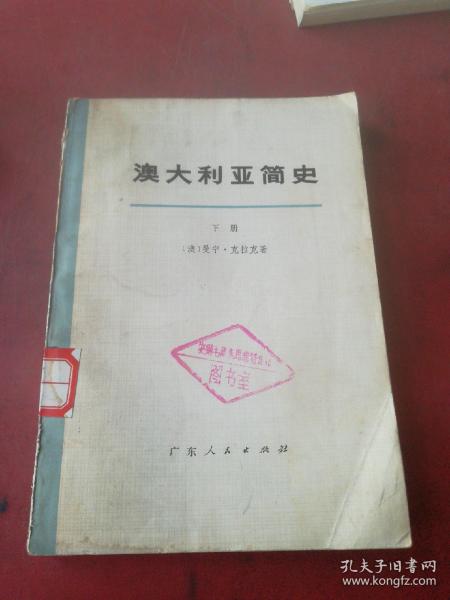 澳大利亚简史
下册
〔澳〕曼宁·克拉克著
图书室
广东人民出版社
孔夫子旧书网
www.kongfz.com